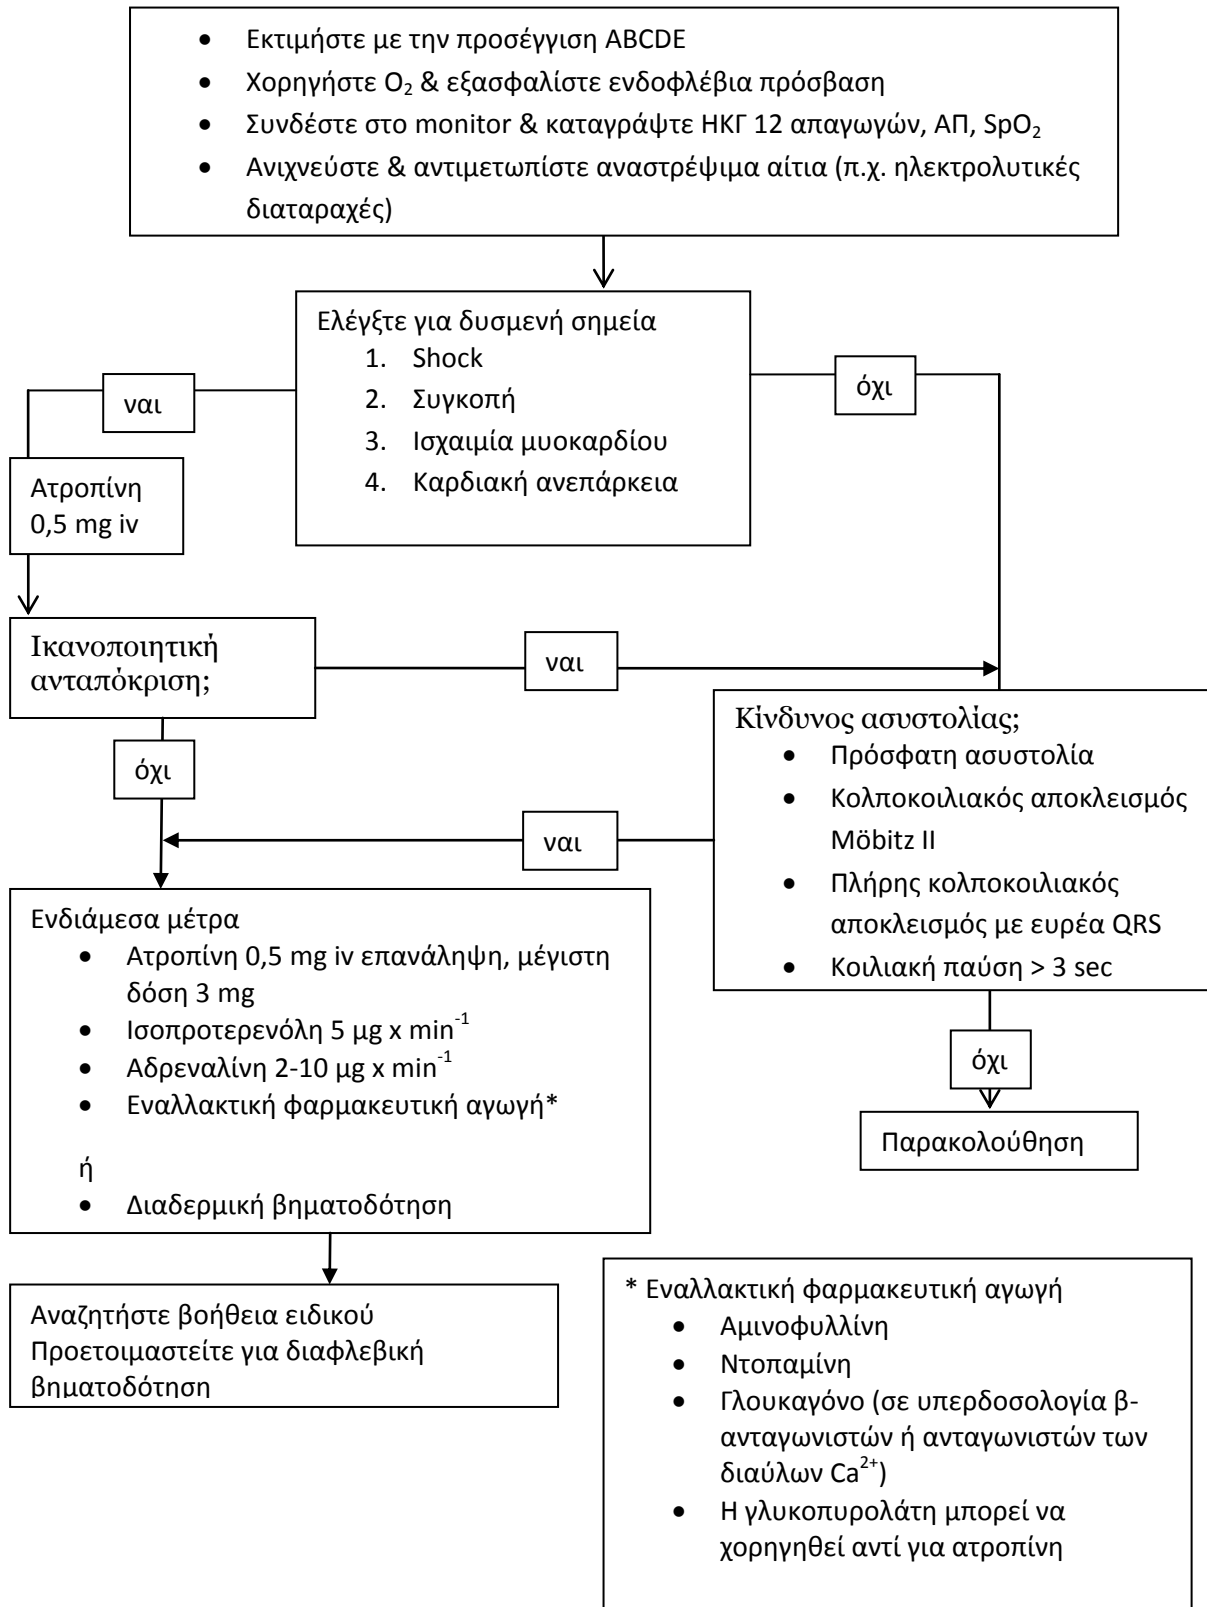 • Εκτιμήστε με την προσέγγιση ABCDE
• Χορηγήστε O₂ & εξασφαλίστε ενδοφλέβια πρόσβαση
• Συνδέστε στο monitor & καταγράψτε ΗΚΓ 12 απαγωγών, ΑΠ, SpO₂
• Ανιχνεύστε & αντιμετωπίστε αναστρέψιμα αίτια (π.χ. ηλεκτρολυτικές
διαταραχές)
Ελέγξτε για δυσμενή σημεία
1. Shock
2. Συγκοπή
3. Ισχαιμία μυοκαρδίου
4. Καρδιακή ανεπάρκεια
ναι
όχι
Ατροπίνη
0,5 mg iv
Ικανοποιητική
ανταπόκριση;
ναι
όχι
Κίνδυνος ασυστολίας;
• Πρόσφατη ασυστολία
• Κολποκοιλιακός αποκλεισμός
Möbitz II
• Πλήρης κολποκοιλιακός
αποκλεισμός με ευρέα QRS
• Κοιλιακή παύση > 3 sec
ναι
όχι
Παρακολούθηση
Ενδιάμεσα μέτρα
• Ατροπίνη 0,5 mg iv επανάληψη, μέγιστη
δόση 3 mg
• Ισοπροτερενόλη 5 μg x min⁻¹
• Αδρεναλίνη 2-10 μg x min⁻¹
• Εναλλακτική φαρμακευτική αγωγή*
ή
• Διαδερμική βηματοδότηση
Αναζητήστε βοήθεια ειδικού
Προετοιμαστείτε για διαφλεβική
βηματοδότηση
* Εναλλακτική φαρμακευτική αγωγή
• Αμινοφυλλίνη
• Ντοπαμίνη
• Γλουκαγόνο (σε υπερδοσολογία β-
ανταγωνιστών ή ανταγωνιστών των
διαύλων Ca²⁺)
• Η γλυκοπυρολάτη μπορεί να
χορηγηθεί αντί για ατροπίνη